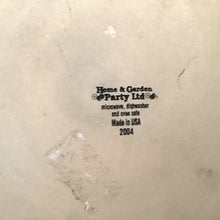 Home & Garden
Party Ltd
microwave, dishwasher
and oven safe
Made in USA
2004